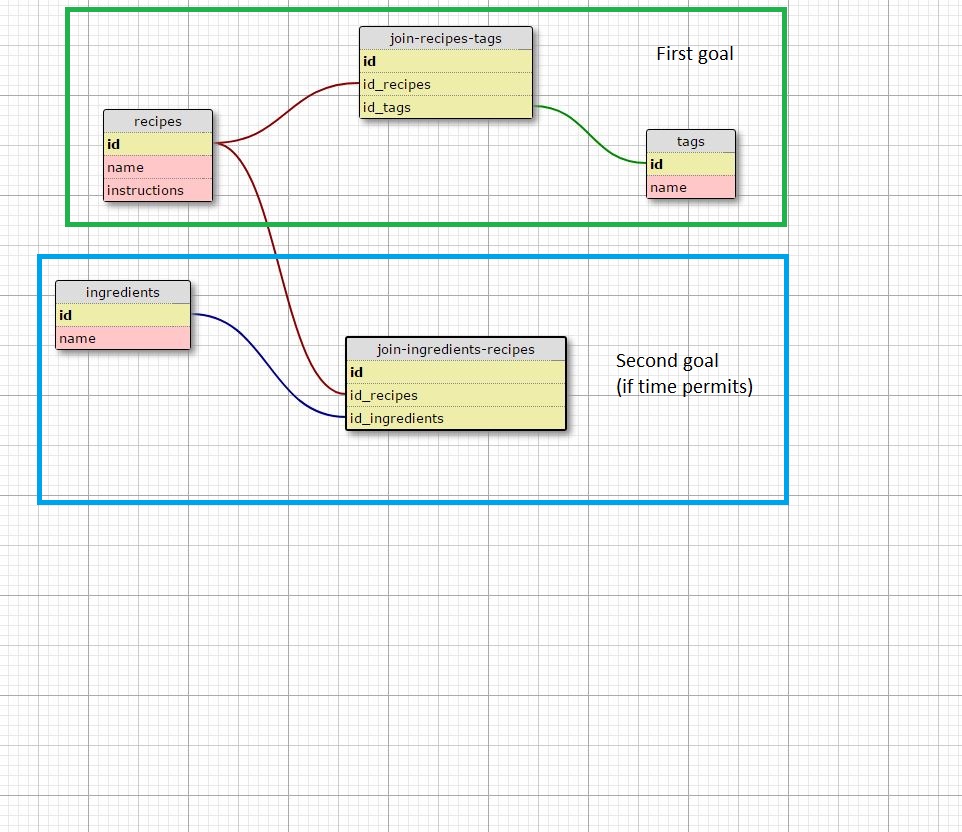 join-recipes-tags
id
id_recipes
id_tags
First goal
recipes
id
name
instructions
tags
id
name
ingredients
id
name
join-ingredients-recipes
id
id_recipes
id_ingredients
Second goal
(if time permits)